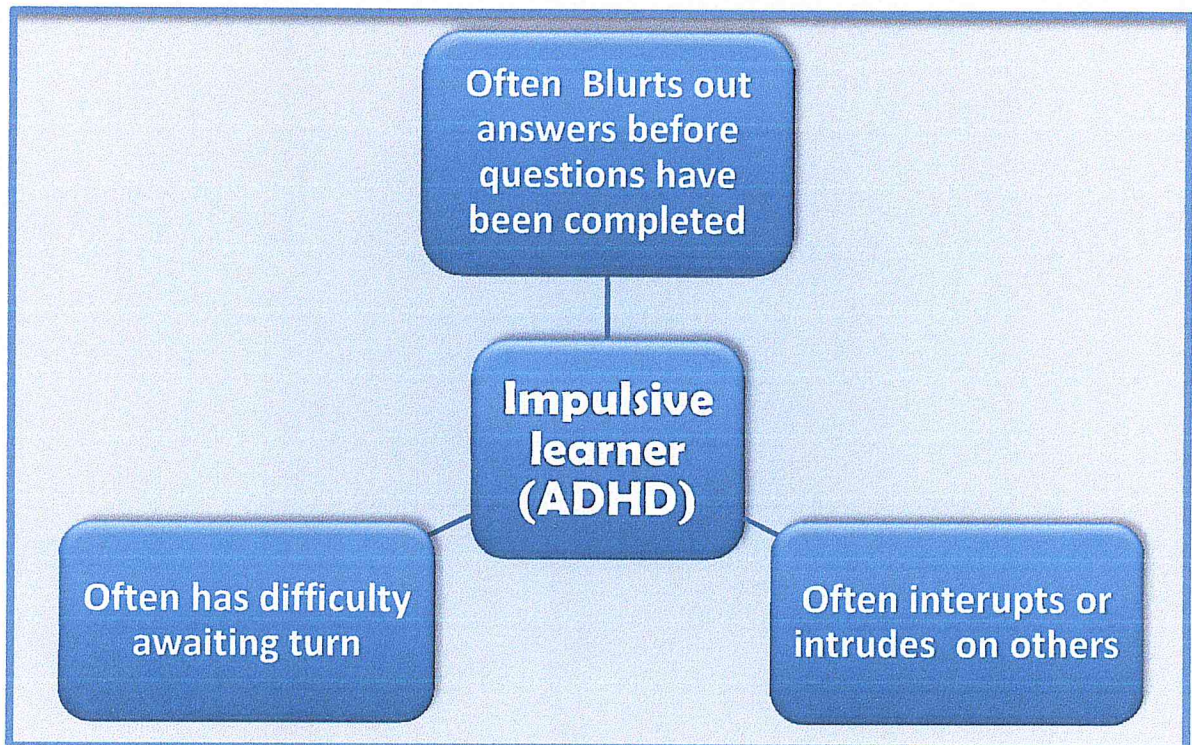 Often Blurts out
answers before
questions have
been completed
Impulsive
learner
(ADHD)
Often has difficulty
awaiting turn
Often interupts or
intrudes on others